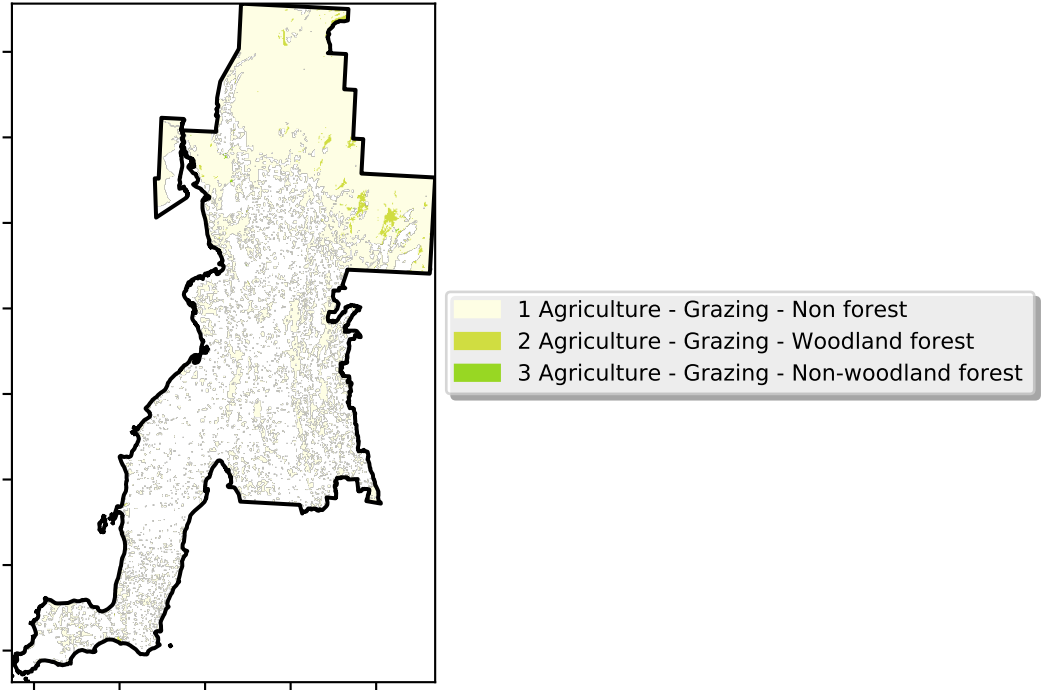 1 Agriculture - Grazing - Non forest
2 Agriculture - Grazing - Woodland forest
3 Agriculture - Grazing - Non-woodland forest